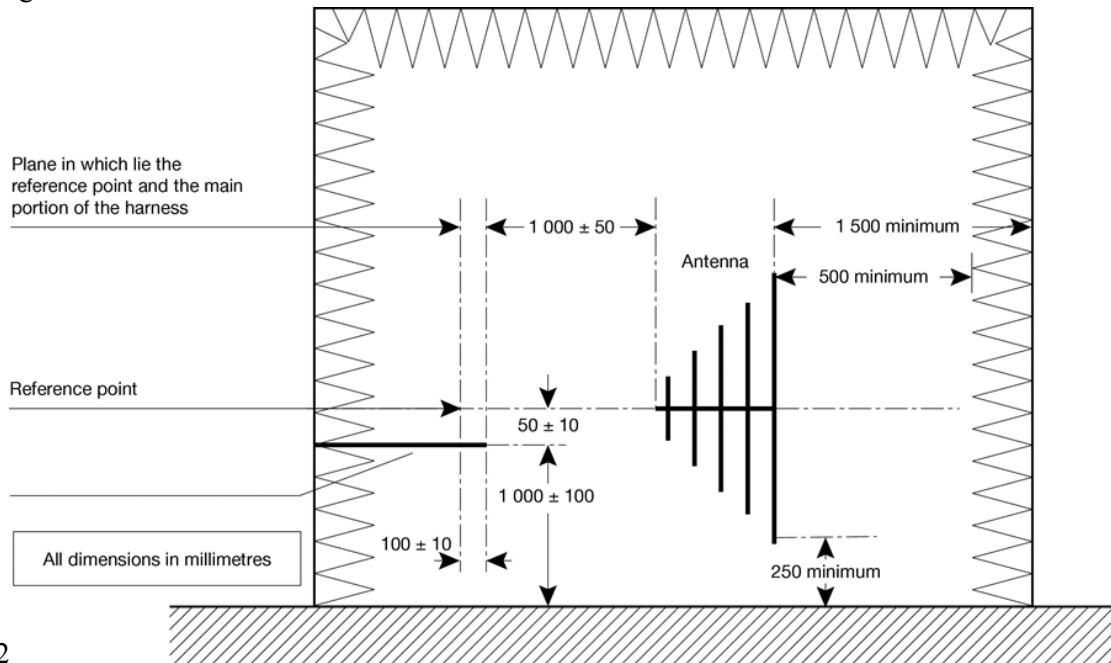 Plane in which lie the
reference point and the main
portion of the harness
1 000 ± 50
1 500 minimum
Antenna
500 minimum
Reference point
50 ± 10
1 000 ± 100
All dimensions in millimetres
100 ± 10
250 minimum
2